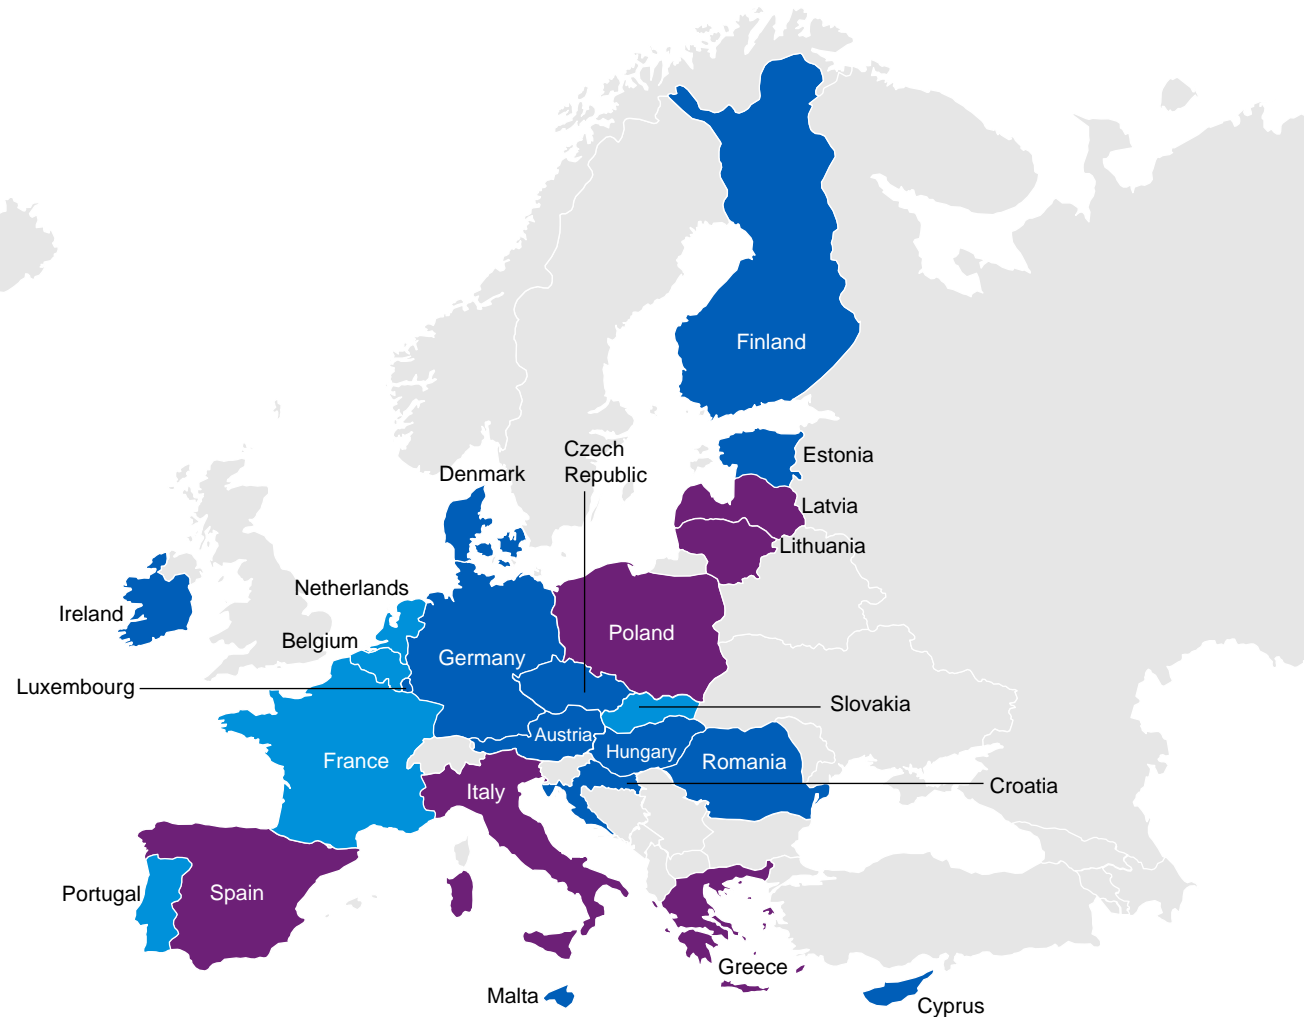 Finland
Czech
Republic
Estonia
Denmark
Latvia
Lithuania
Netherlands
Ireland
Poland
Belgium
Germany
Luxembourg
Slovakia
Austria
Hungary
France
Romania
Croatia
Italy
Portugal
Spain
Greece
Malta
Cyprus